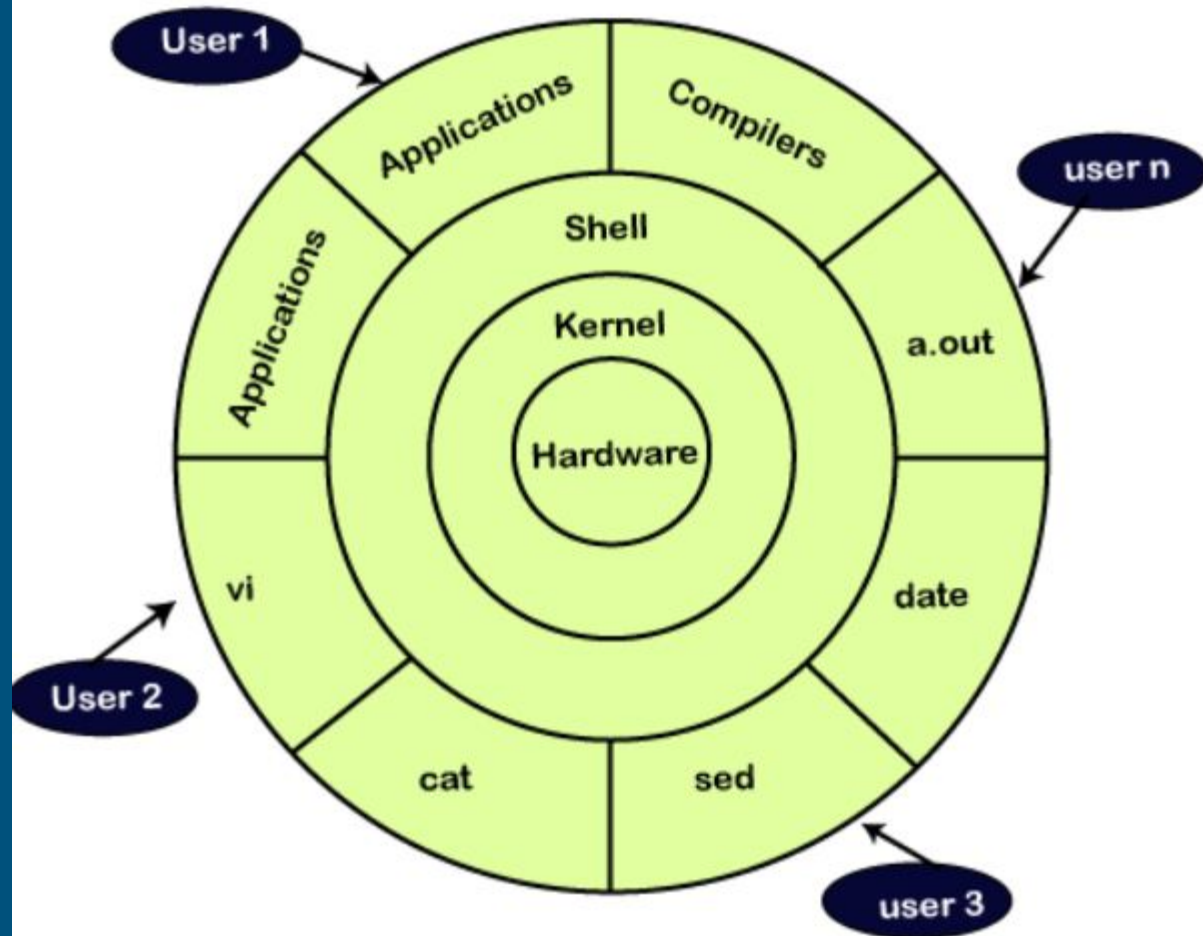 User 1
Applications
Compilers
user n
Shell
Applications
Kernel
a.out
Hardware
vi
date
User 2
cat
sed
user 3